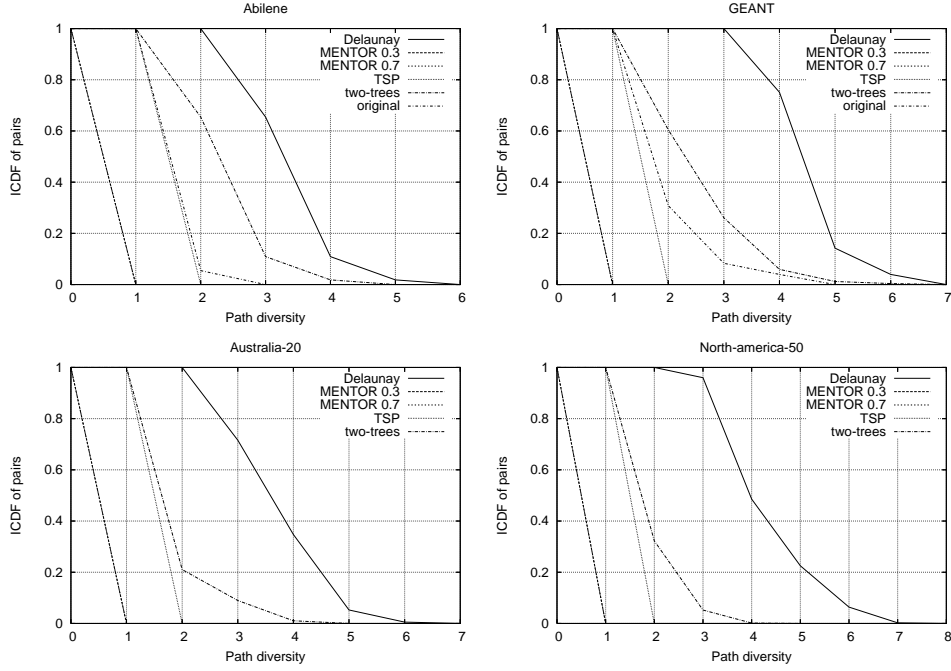 Abilene
ICDF of pairs
1
0.8
0.6
0.4
0.2
0
0 1 2 3 4 5 6
Path diversity
Delaunay
MENTOR 0.3
MENTOR 0.7
TSP
two-trees
original
GEANT
ICDF of pairs
1
0.8
0.6
0.4
0.2
0
0 1 2 3 4 5 6 7
Path diversity
Delaunay
MENTOR 0.3
MENTOR 0.7
TSP
two-trees
original
Australia-20
ICDF of pairs
1
0.8
0.6
0.4
0.2
0
0 1 2 3 4 5 6 7
Path diversity
Delaunay
MENTOR 0.3
MENTOR 0.7
TSP
two-trees
North-america-50
ICDF of pairs
1
0.8
0.6
0.4
0.2
0
0 1 2 3 4 5 6 7 8
Path diversity
Delaunay
MENTOR 0.3
MENTOR 0.7
TSP
two-trees